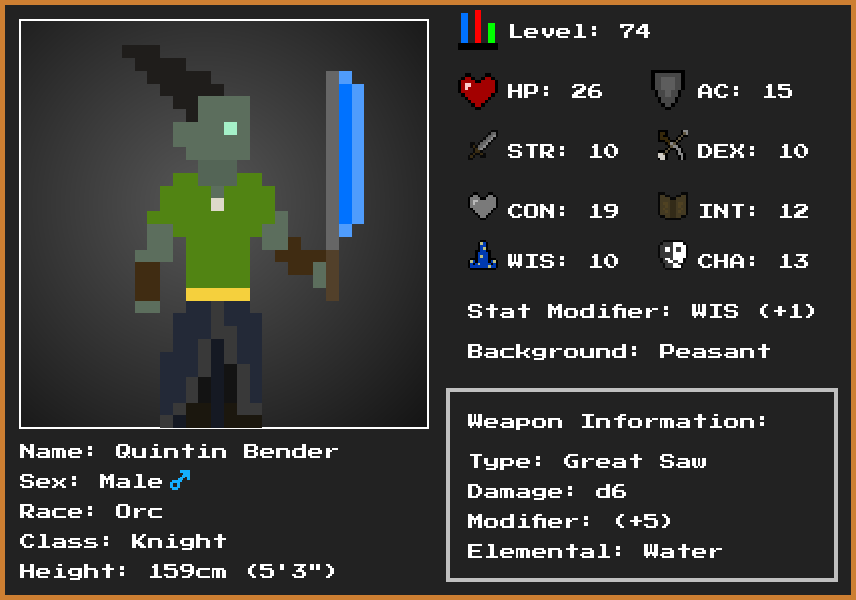 Level: 74
HP: 26 AC: 15
STR: 10 DEX: 10
CON: 19 INT: 12
WIS: 10 CHA: 13
Stat Modifier: WIS (+1)
Background: Peasant
Name: Quintin Bender
Sex: Male♂
Race: Orc
Class: Knight
Height: 159cm (5'3")
Weapon Information:
Type: Great Saw
Damage: d6
Modifier: (+5)
Elemental: Water